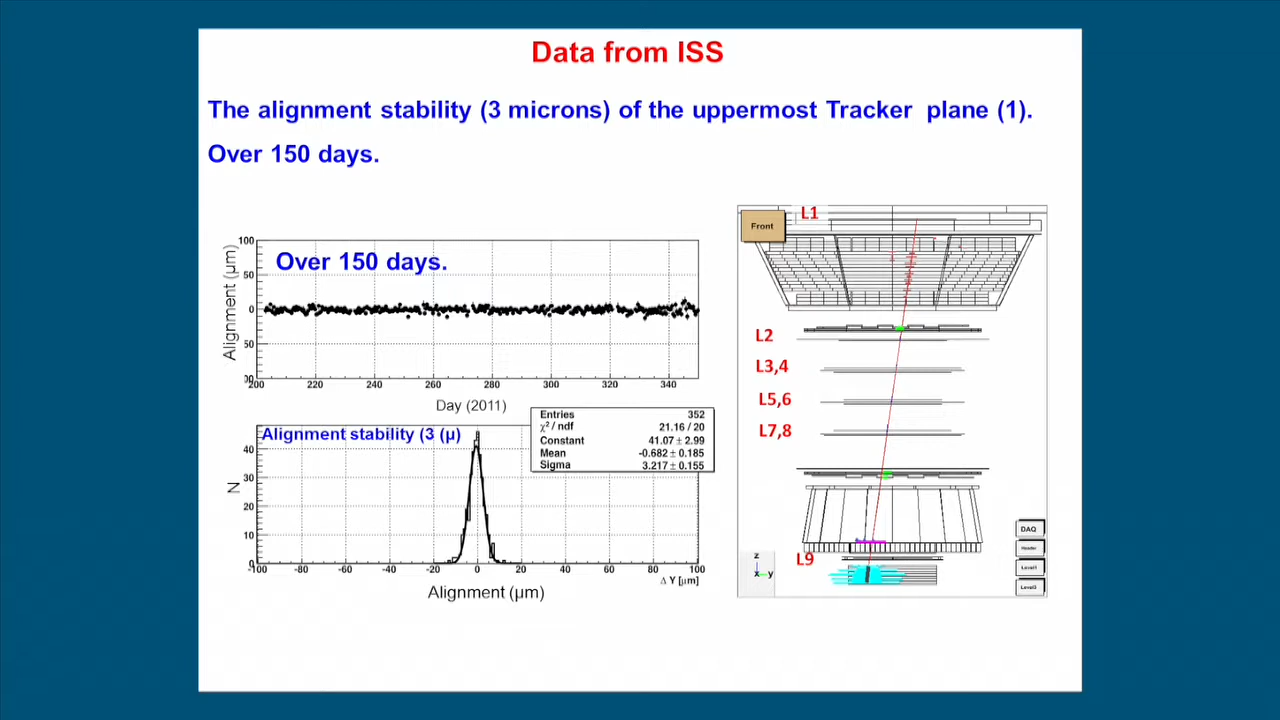 Data from ISS
The alignment stability (3 microns) of the uppermost Tracker plane (1).
Over 150 days.
Alignment (μm)
100
50
0
50
00
Over 150 days.
200 220 240 260 280 300 320 340
Day (2011)
Alignment stability (3 (μ)
Entries 352
χ² / ndf 21.16 / 20
Constant 41.07 ± 2.99
Mean -0.682 ± 0.185
Sigma 3.217 ± 0.155
N
40
30
20
10
0
-100 -80 -60 -40 -20 0 20 40 60 80 100
Δ Y [μm]
Alignment (μm)
Front
L1
L2
L3,4
L5,6
L7,8
L9
z
x y
DAQ
Header
Level1
Level3